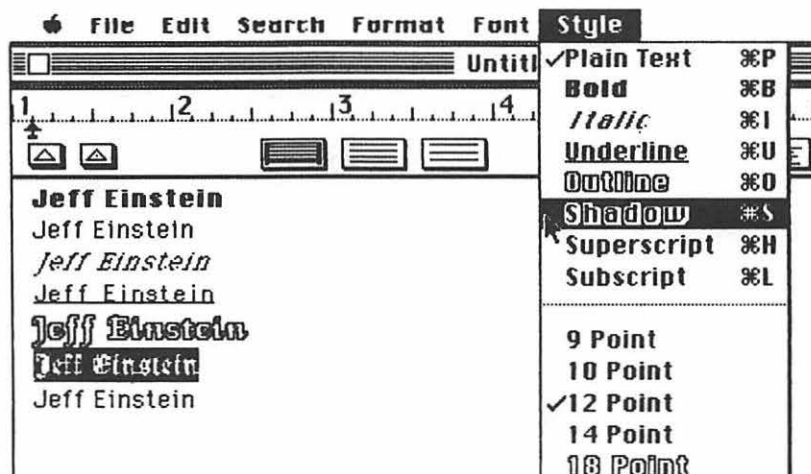 File Edit Search Format Font Style
Untitl
1 2 3 4
Jeff Einstein
Jeff Einstein
Jeff Einstein
Jeff Einstein
Jeff Einstein
Jeff Einstein
Jeff Einstein
✓Plain Text ⌘P
Bold ⌘B
Italic ⌘I
Underline ⌘U
Outline ⌘O
Shadow ⌘S
Superscript ⌘H
Subscript ⌘L
9 Point
10 Point
✓12 Point
14 Point
18 Point